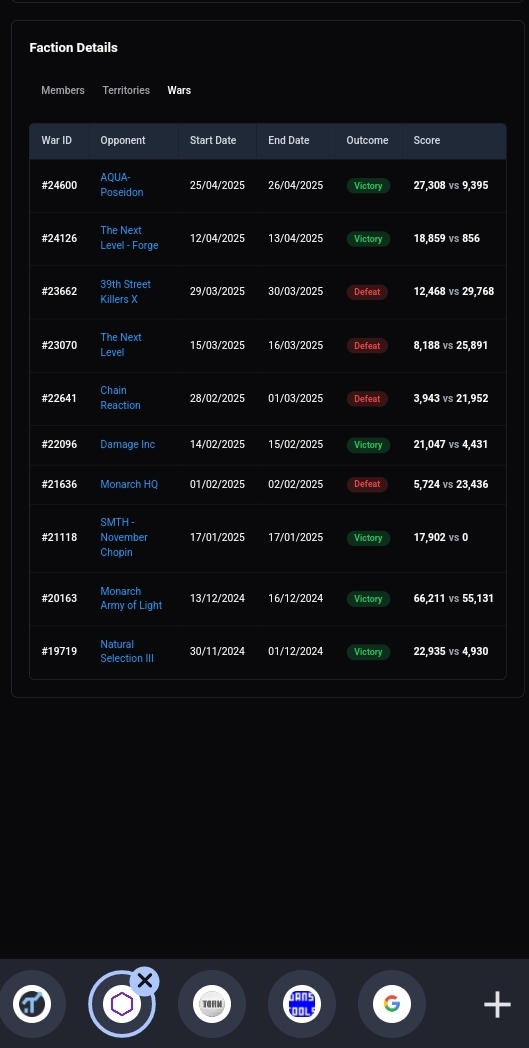 Faction Details
Members Territories Wars
War ID Opponent Start Date End Date Outcome Score
#24600 AQUA- 25/04/2025 26/04/2025 Victory 27,308 vs 9,395
Poseidon
#24126 The Next 12/04/2025 13/04/2025 Victory 18,859 vs 856
Level - Forge
#23662 39th Street 29/03/2025 30/03/2025 Defeat 12,468 vs 29,768
Killers X
#23070 The Next 15/03/2025 16/03/2025 Defeat 8,188 vs 25,891
Level
#22641 Chain 28/02/2025 01/03/2025 Defeat 3,943 vs 21,952
Reaction
#22096 Damage Inc 14/02/2025 15/02/2025 Victory 21,047 vs 4,431
#21636 Monarch HQ 01/02/2025 02/02/2025 Defeat 5,724 vs 23,436
SMTH -
#21118 November 17/01/2025 17/01/2025 Victory 17,902 vs 0
Chopin
#20163 Monarch 13/12/2024 16/12/2024 Victory 66,211 vs 55,131
Army of Light
#19719 Natural 30/11/2024 01/12/2024 Victory 22,935 vs 4,930
Selection III
TORN
G